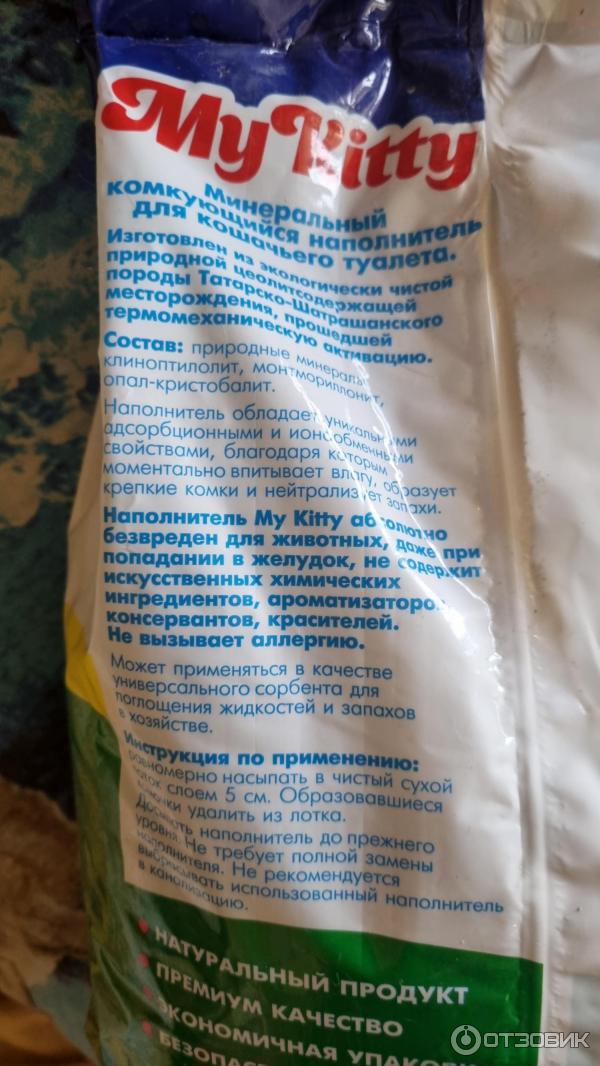 My Kitty
Минеральный
комкующийся наполнитель
для кошачьего туалета.
Изготовлен из экологически чистой
природной цеолитсодержащей
породы Татарско-Шатрашанского
месторождения, прошедшей
термомеханическую активацию.
Состав: природные минералы
клиноптилолит, монтмориллонит,
опал-кристобалит.
Наполнитель обладает уникальными
адсорбционными и ионообменными
свойствами, благодаря которым
моментально впитывает влагу, образует
крепкие комки и нейтрализует запахи.
Наполнитель My Kitty абсолютно
безвреден для животных, даже при
попадании в желудок, не содержит
искусственных химических
ингредиентов, ароматизаторов,
консервантов, красителей.
Не вызывает аллергию.
Может применяться в качестве
универсального сорбента для
поглощения жидкостей и запахов
в хозяйстве.
Инструкция по применению:
равномерно насыпать в чистый сухой
лоток слоем 5 см. Образовавшиеся
комочки удалить из лотка.
Досыпать наполнитель до прежнего
уровня. Не требует полной замены
наполнителя. Не рекомендуется
выбрасывать использованный наполнитель
в канализацию.
НАТУРАЛЬНЫЙ ПРОДУКТ
ПРЕМИУМ КАЧЕСТВО
ЭКОНОМИЧНАЯ УПАКОВК
БЕЗОПАС
ОТЗОВИК